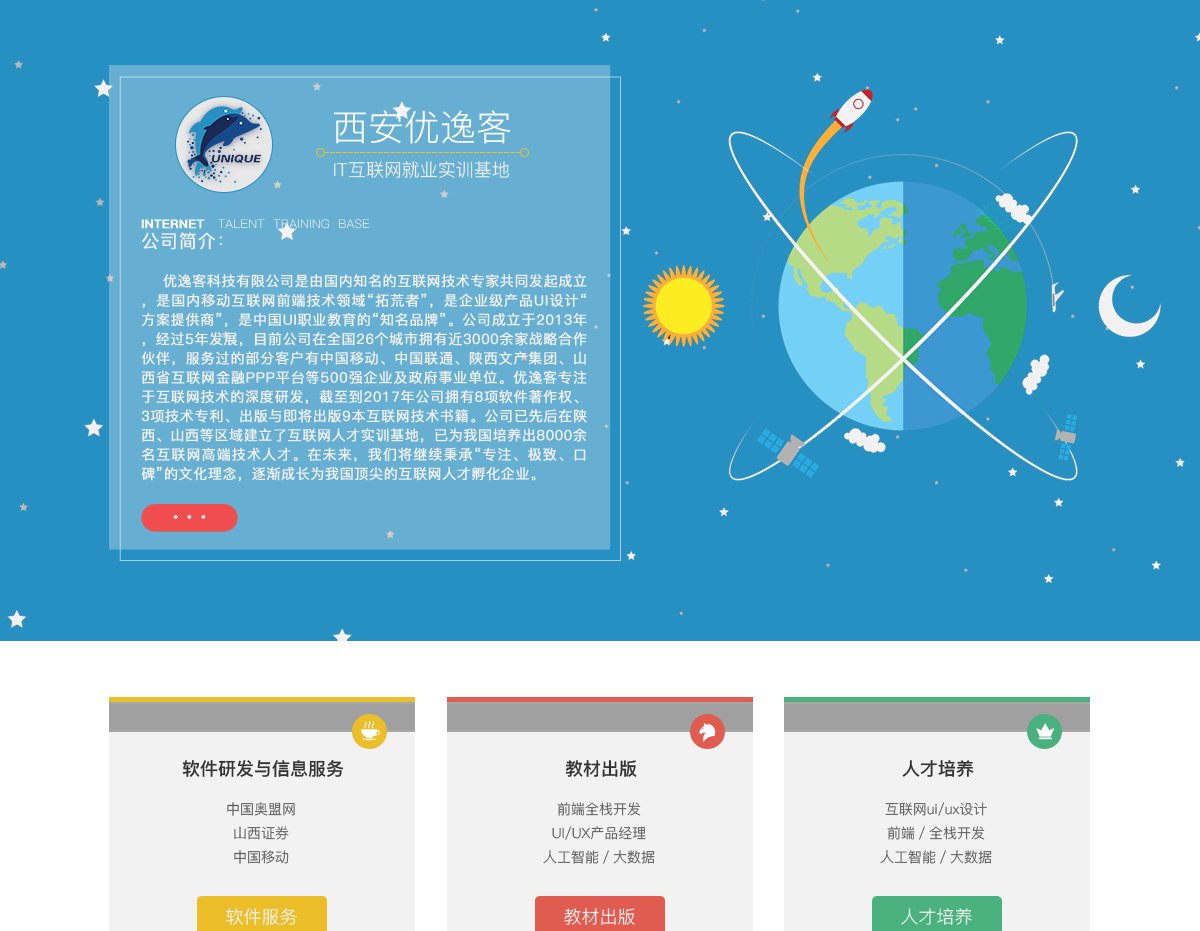 UNIQUE
西安优逸客
IT互联网就业实训基地
INTERNET TALENT TRAINING BASE
公司简介：
优逸客科技有限公司是由国内知名的互联网技术专家共同发起成立
，是国内移动互联网前端技术领域“拓荒者”，是企业级产品UI设计“
方案提供商”，是中国UI职业教育的“知名品牌”。公司成立于2013年
，经过5年发展，目前公司在全国26个城市拥有近3000余家战略合作
伙伴，服务过的部分客户有中国移动、中国联通、陕西文产集团、山
西省互联网金融PPP平台等500强企业及政府事业单位。优逸客专注
于互联网技术的深度研发，截至到2017年公司拥有8项软件著作权、
3项技术专利、出版与即将出版9本互联网技术书籍。公司已先后在陕
西、山西等区域建立了互联网人才实训基地，已为我国培养出8000余
名互联网高端技术人才。在未来，我们将继续秉承“专注、极致、口
碑”的文化理念，逐渐成长为我国顶尖的互联网人才孵化企业。
软件研发与信息服务
中国奥盟网
山西证券
中国移动
软件服务
教材出版
前端全栈开发
UI/UX产品经理
人工智能 / 大数据
教材出版
人才培养
互联网ui/ux设计
前端 / 全栈开发
人工智能 / 大数据
人才培养